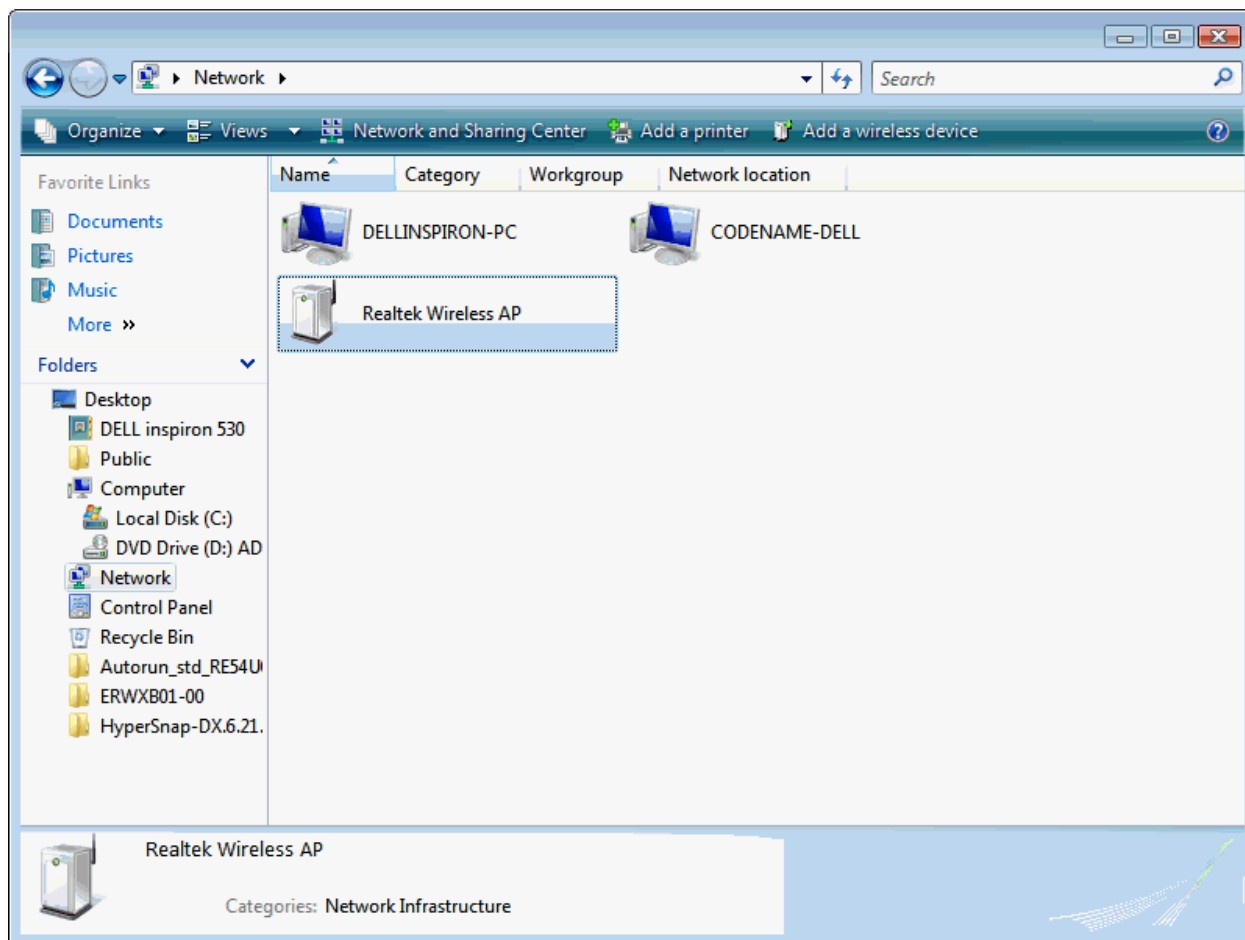 Network
Search
Organize Views Network and Sharing Center Add a printer Add a wireless device
Favorite Links
Documents
Pictures
Music
More »
Folders
Desktop
DELL inspiron 530
Public
Computer
Local Disk (C:)
DVD Drive (D:) AD
Network
Control Panel
Recycle Bin
Autorun_std_RE54U
ERWXB01-00
HyperSnap-DX.6.21.
Name Category Workgroup Network location
DELLINSPIRON-PC CODENAME-DELL
Realtek Wireless AP
Realtek Wireless AP
Categories: Network Infrastructure